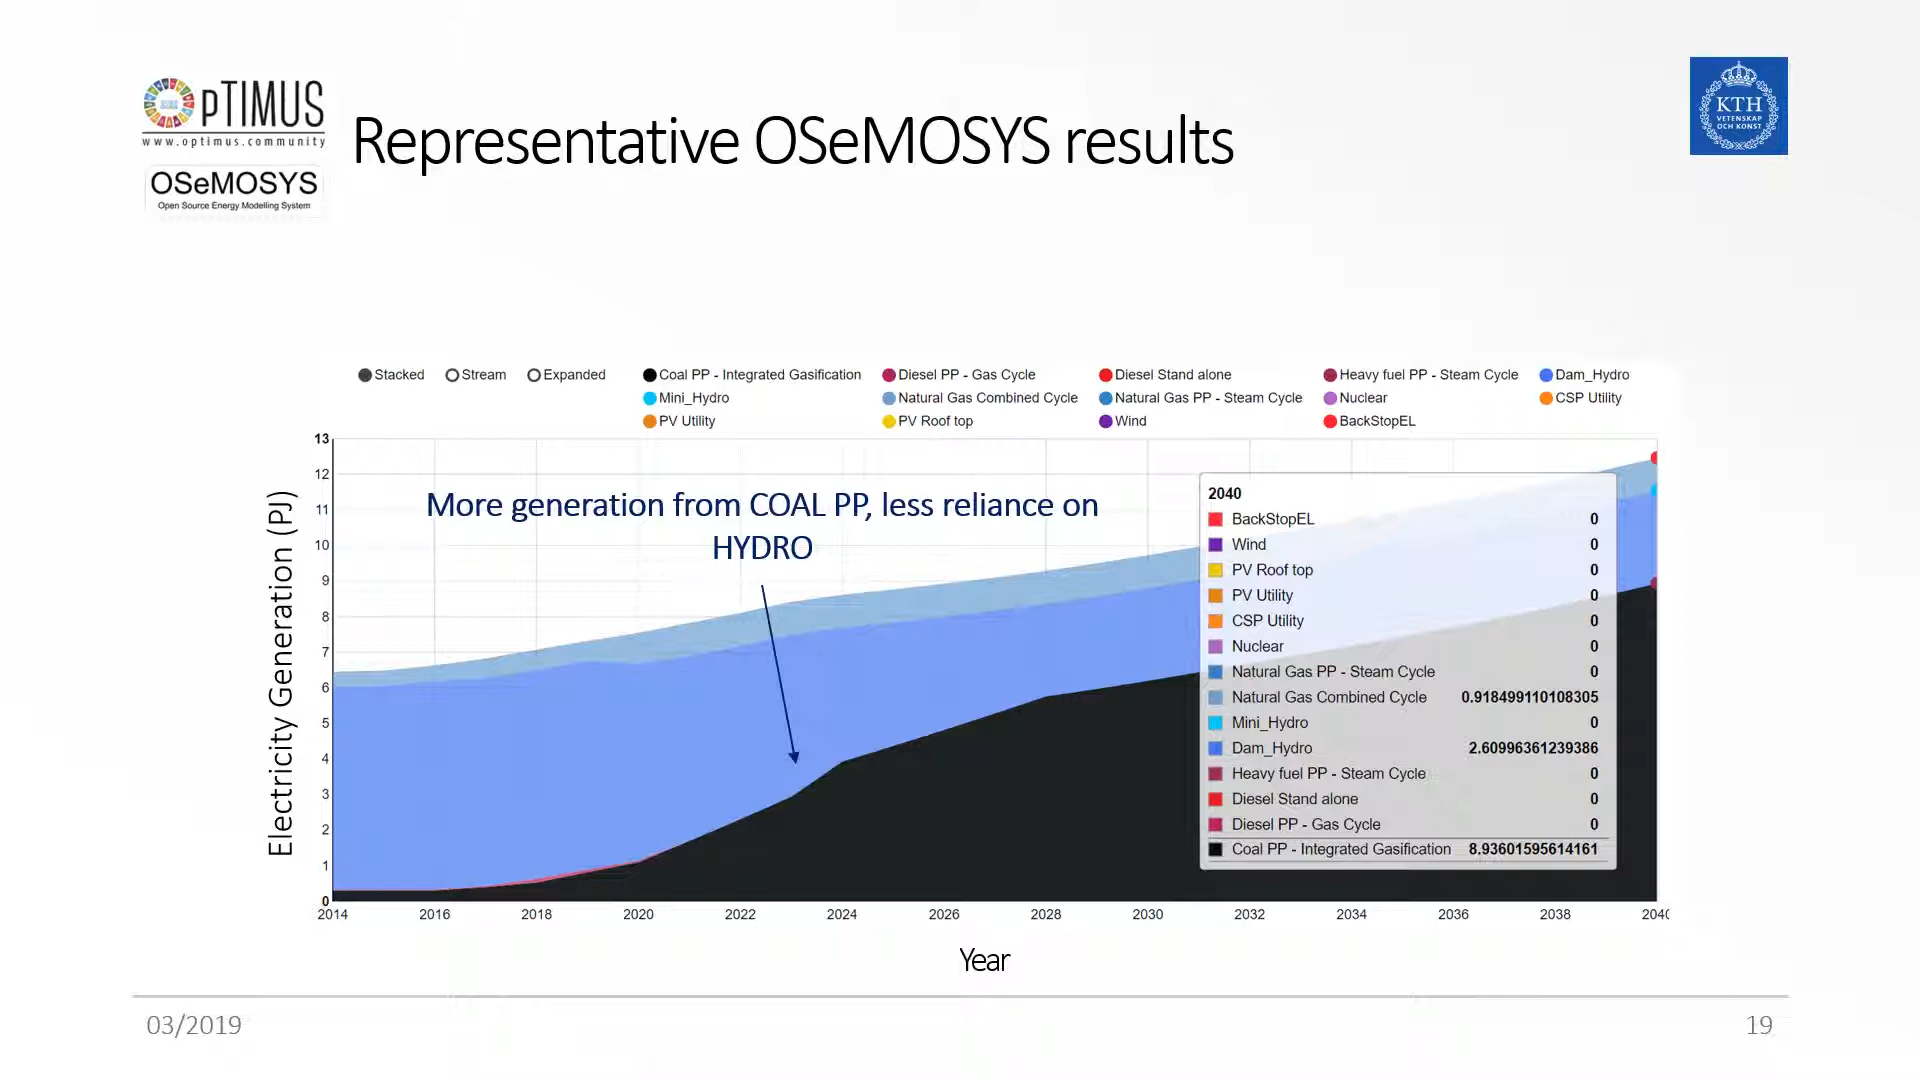 OpTIMUS
www.optimus.community
OSeMOSYS
Open Source Energy Modelling System
Representative OSeMOSYS results
KTH
VETENSKAP
OCH KONST
Stacked Stream Expanded Coal PP - Integrated Gasification Diesel PP - Gas Cycle Diesel Stand alone Heavy fuel PP - Steam Cycle Dam_Hydro
Mini_Hydro Natural Gas Combined Cycle Natural Gas PP - Steam Cycle Nuclear CSP Utility
PV Utility PV Roof top Wind BackStopEL
Electricity Generation (PJ)
13
12
11
10
9
8
7
6
5
4
3
2
1
0
More generation from COAL PP, less reliance on
HYDRO
2040
BackStopEL 0
Wind 0
PV Roof top 0
PV Utility 0
CSP Utility 0
Nuclear 0
Natural Gas PP - Steam Cycle 0
Natural Gas Combined Cycle 0.918499110108305
Mini_Hydro 0
Dam_Hydro 2.60996361239386
Heavy fuel PP - Steam Cycle 0
Diesel Stand alone 0
Diesel PP - Gas Cycle 0
Coal PP - Integrated Gasification 8.93601595614161
2014 2016 2018 2020 2022 2024 2026 2028 2030 2032 2034 2036 2038 2040
Year
03/2019
19